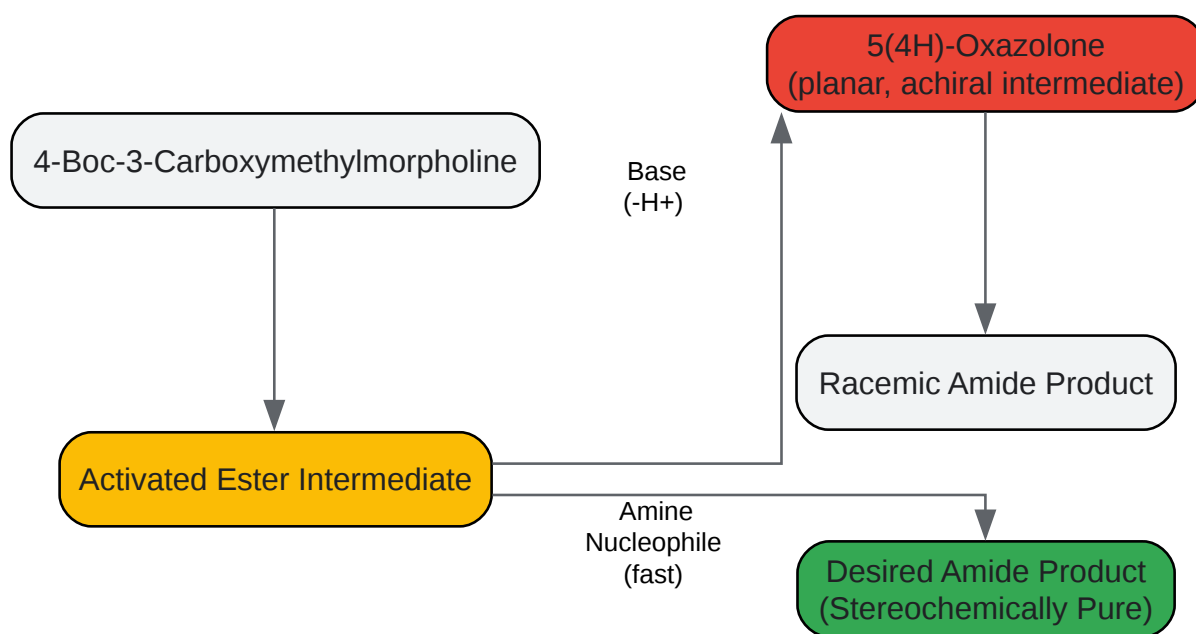 5(4H)-Oxazolone
(planar, achiral intermediate)
4-Boc-3-Carboxymethylmorpholine
Base
(-H+)
Racemic Amide Product
Activated Ester Intermediate
Amine
Nucleophile
(fast)
Desired Amide Product
(Stereochemically Pure)